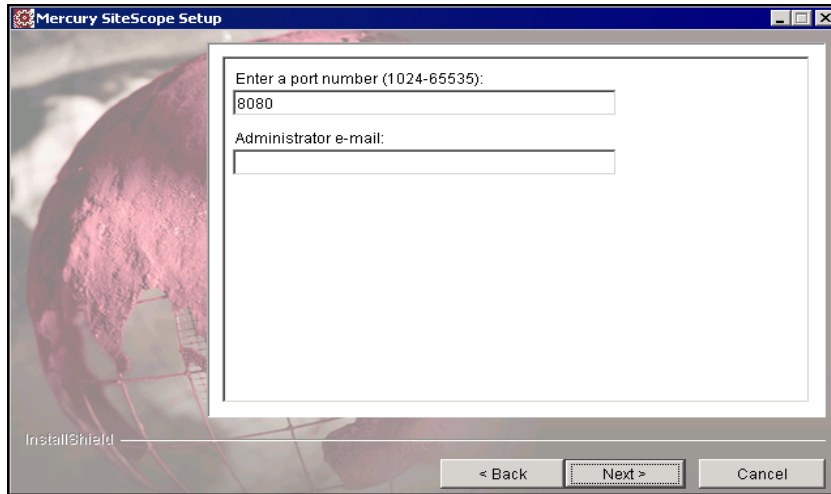 Mercury SiteScope Setup
Enter a port number (1024-65535):
8080
Administrator e-mail:
InstallShield
< Back
Next >
Cancel